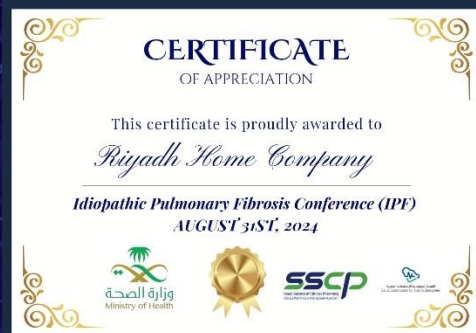 CERTIFICATE
OF APPRECIATION
This certificate is proudly awarded to
Riyadh Home Company
Idiopathic Pulmonary Fibrosis Conference (IPF)
AUGUST 31ST, 2024
وزارة الصحة
Ministry of Health
SSCP